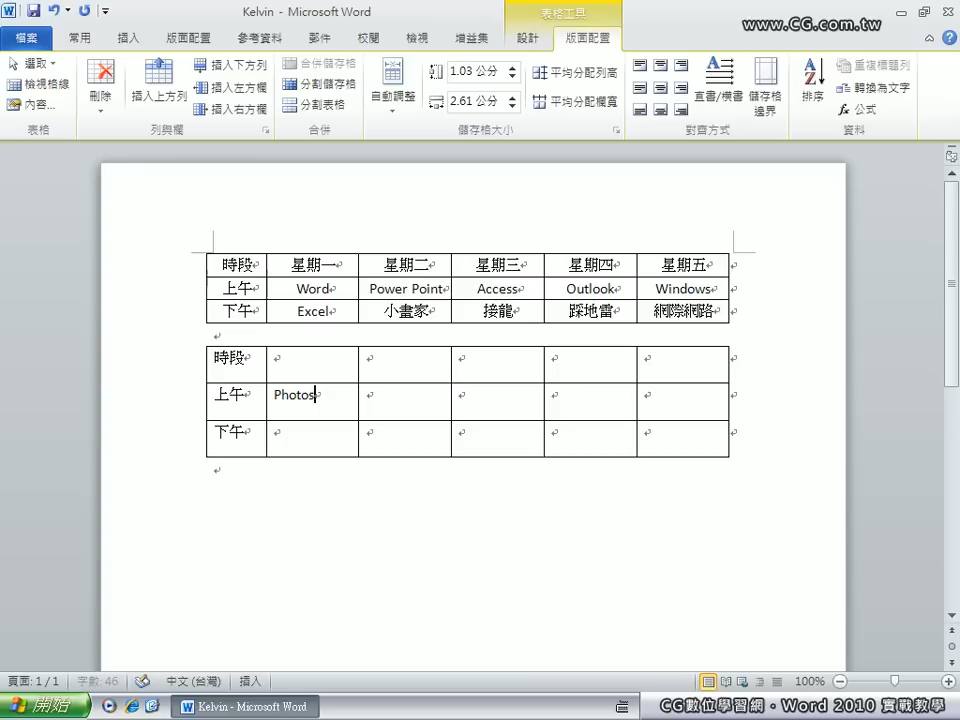 Kelvin - Microsoft Word
表格工具
www.CG.com.tw
檔案 常用 插入 版面配置 參考資料 郵件 校閱 檢視 增益集 設計 版面配置
選取
檢視格線
內容...
表格
刪除
插入上方列
插入下方列
插入左方欄
插入右方欄
列與欄
合併儲存格
分割儲存格
分割表格
合併
自動調整
1.03 公分
2.61 公分
平均分配列高
平均分配欄寬
儲存格大小
直書/橫書
儲存格邊界
對齊方式
排序
重複標題列
轉換為文字
公式
資料
時段 星期一 星期二 星期三 星期四 星期五
上午 Word Power Point Access Outlook Windows
下午 Excel 小畫家 接龍 踩地雷 網際網路
時段
上午 Photos
下午
頁面: 1 / 1 字數: 46 中文 (台灣) 插入 100%
開始 Kelvin - Microsoft Word CG數位學習網・Word 2010 實戰教學